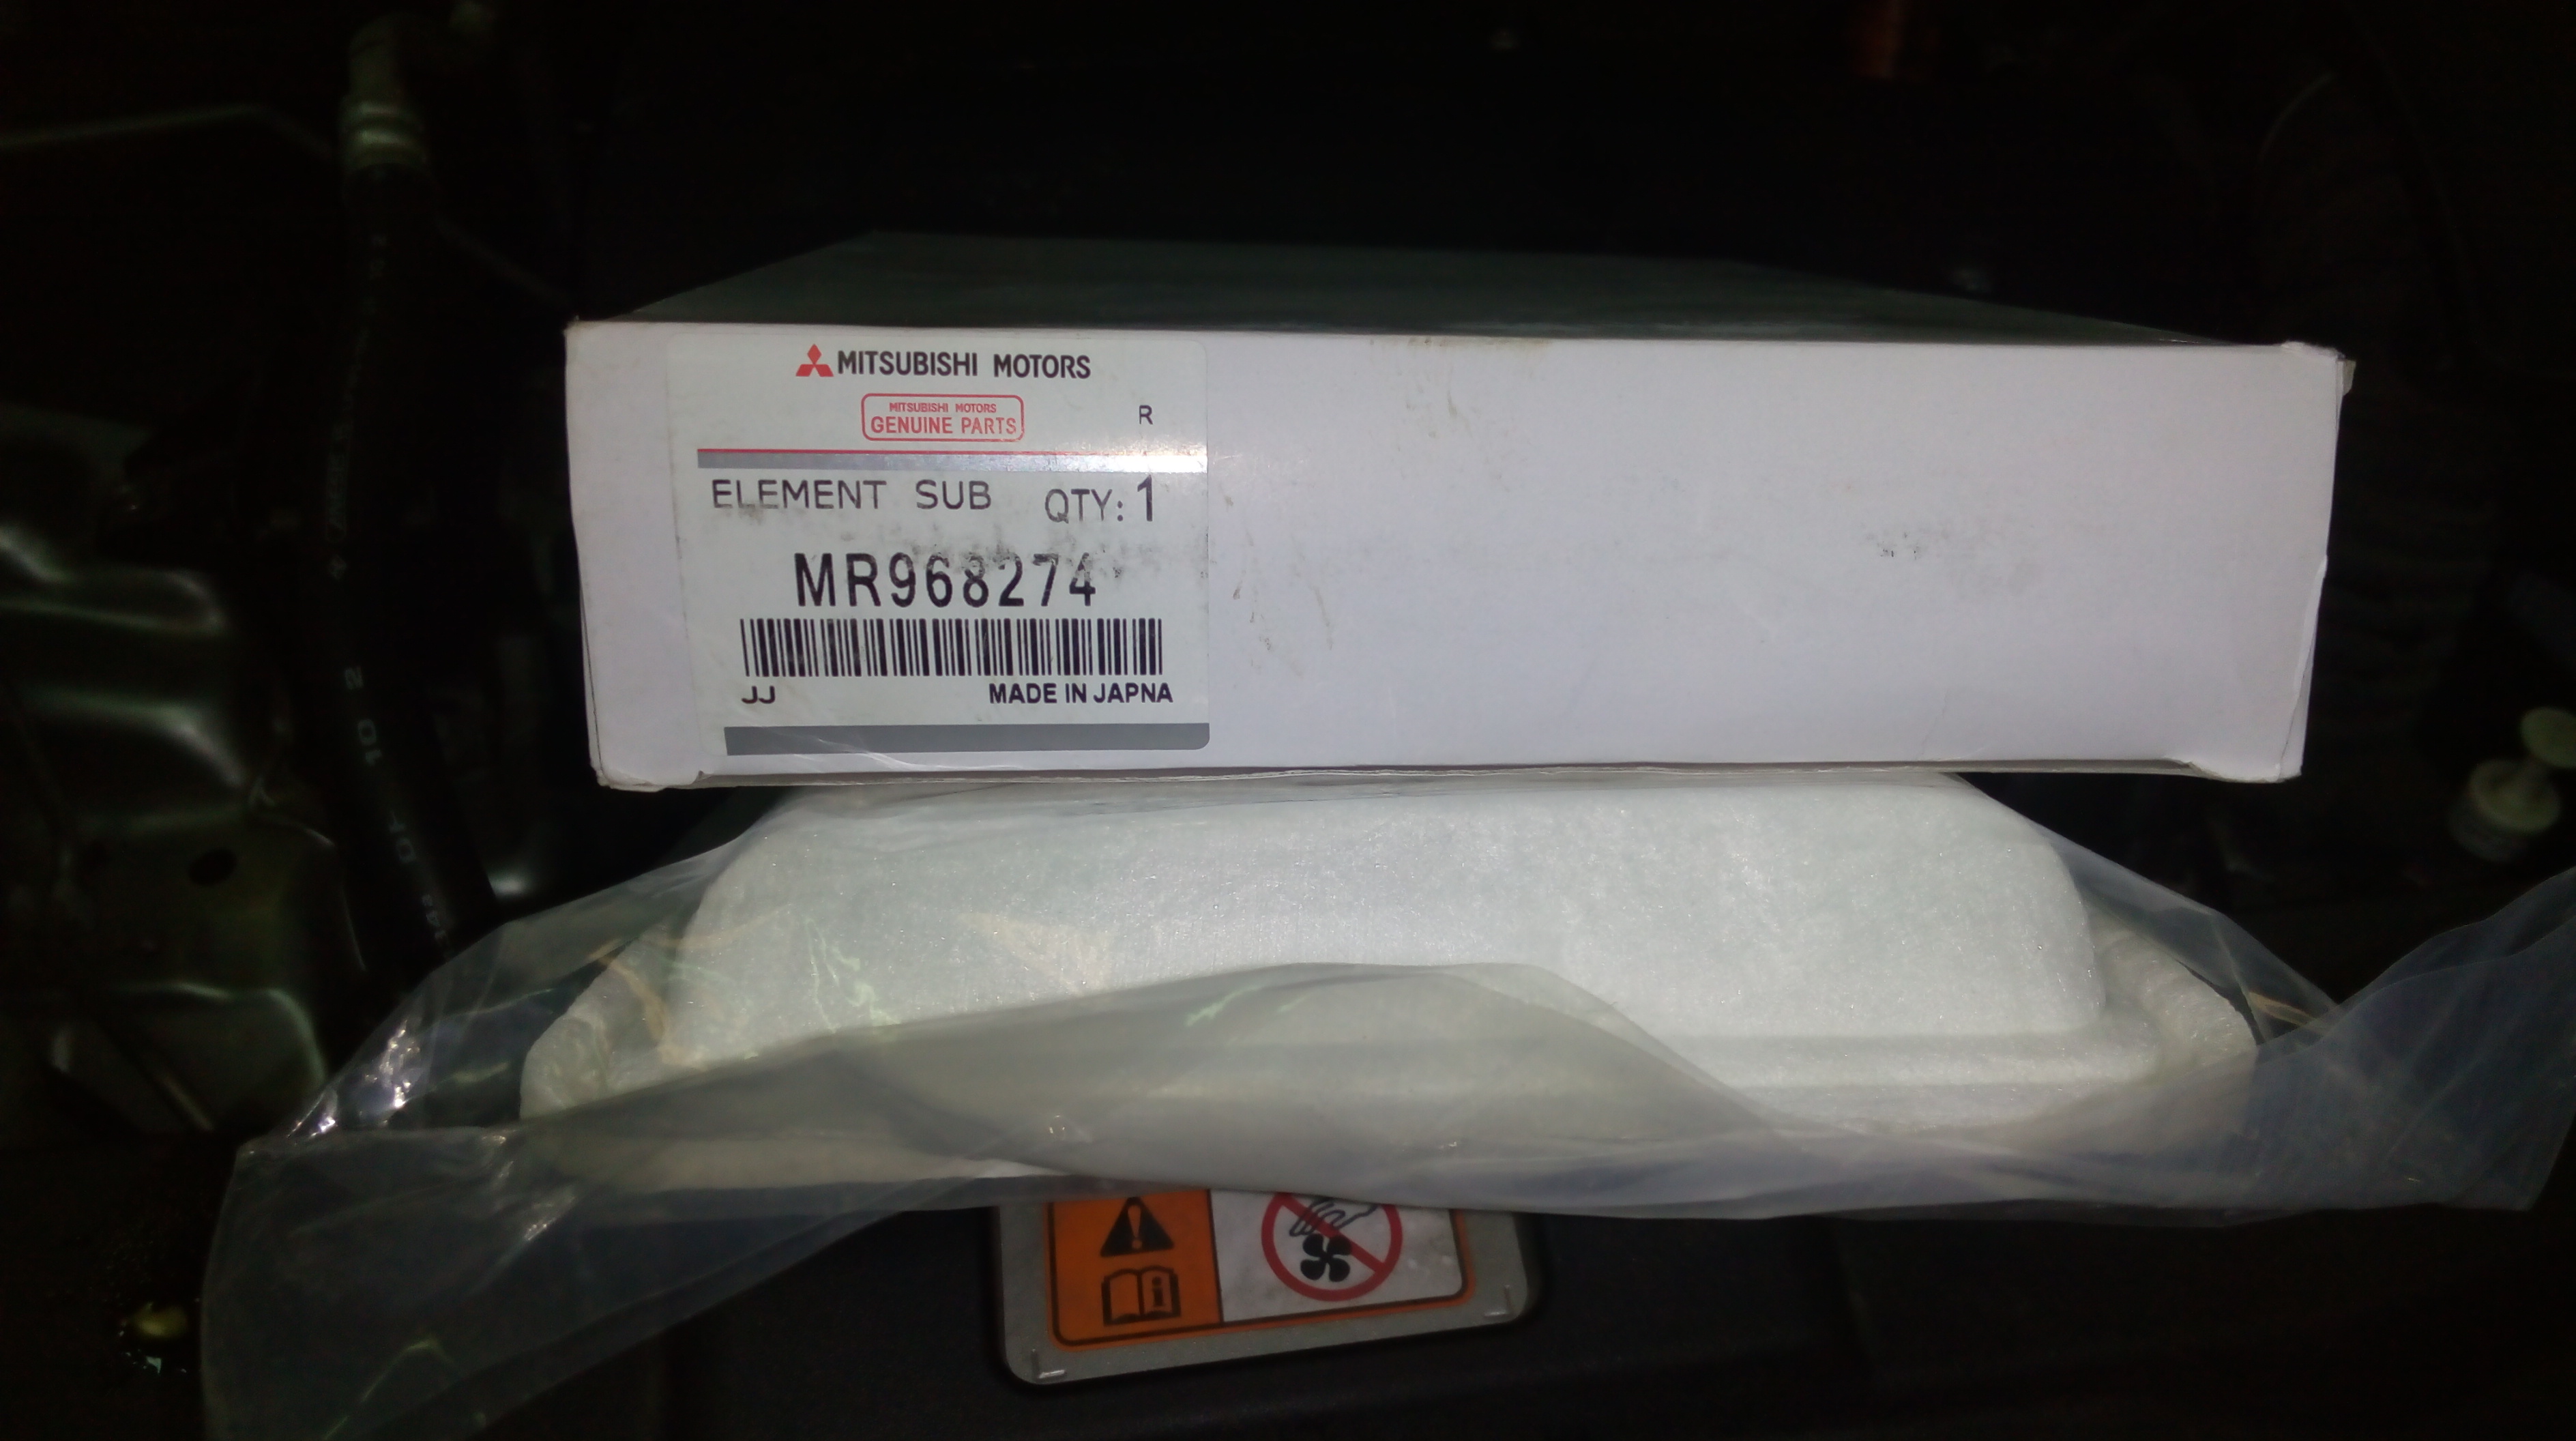 MITSUBISHI MOTORS
MITSUBISHI MOTORS
GENUINE PARTS
R
ELEMENT SUB QTY: 1
MR968274
JJ MADE IN JAPNA